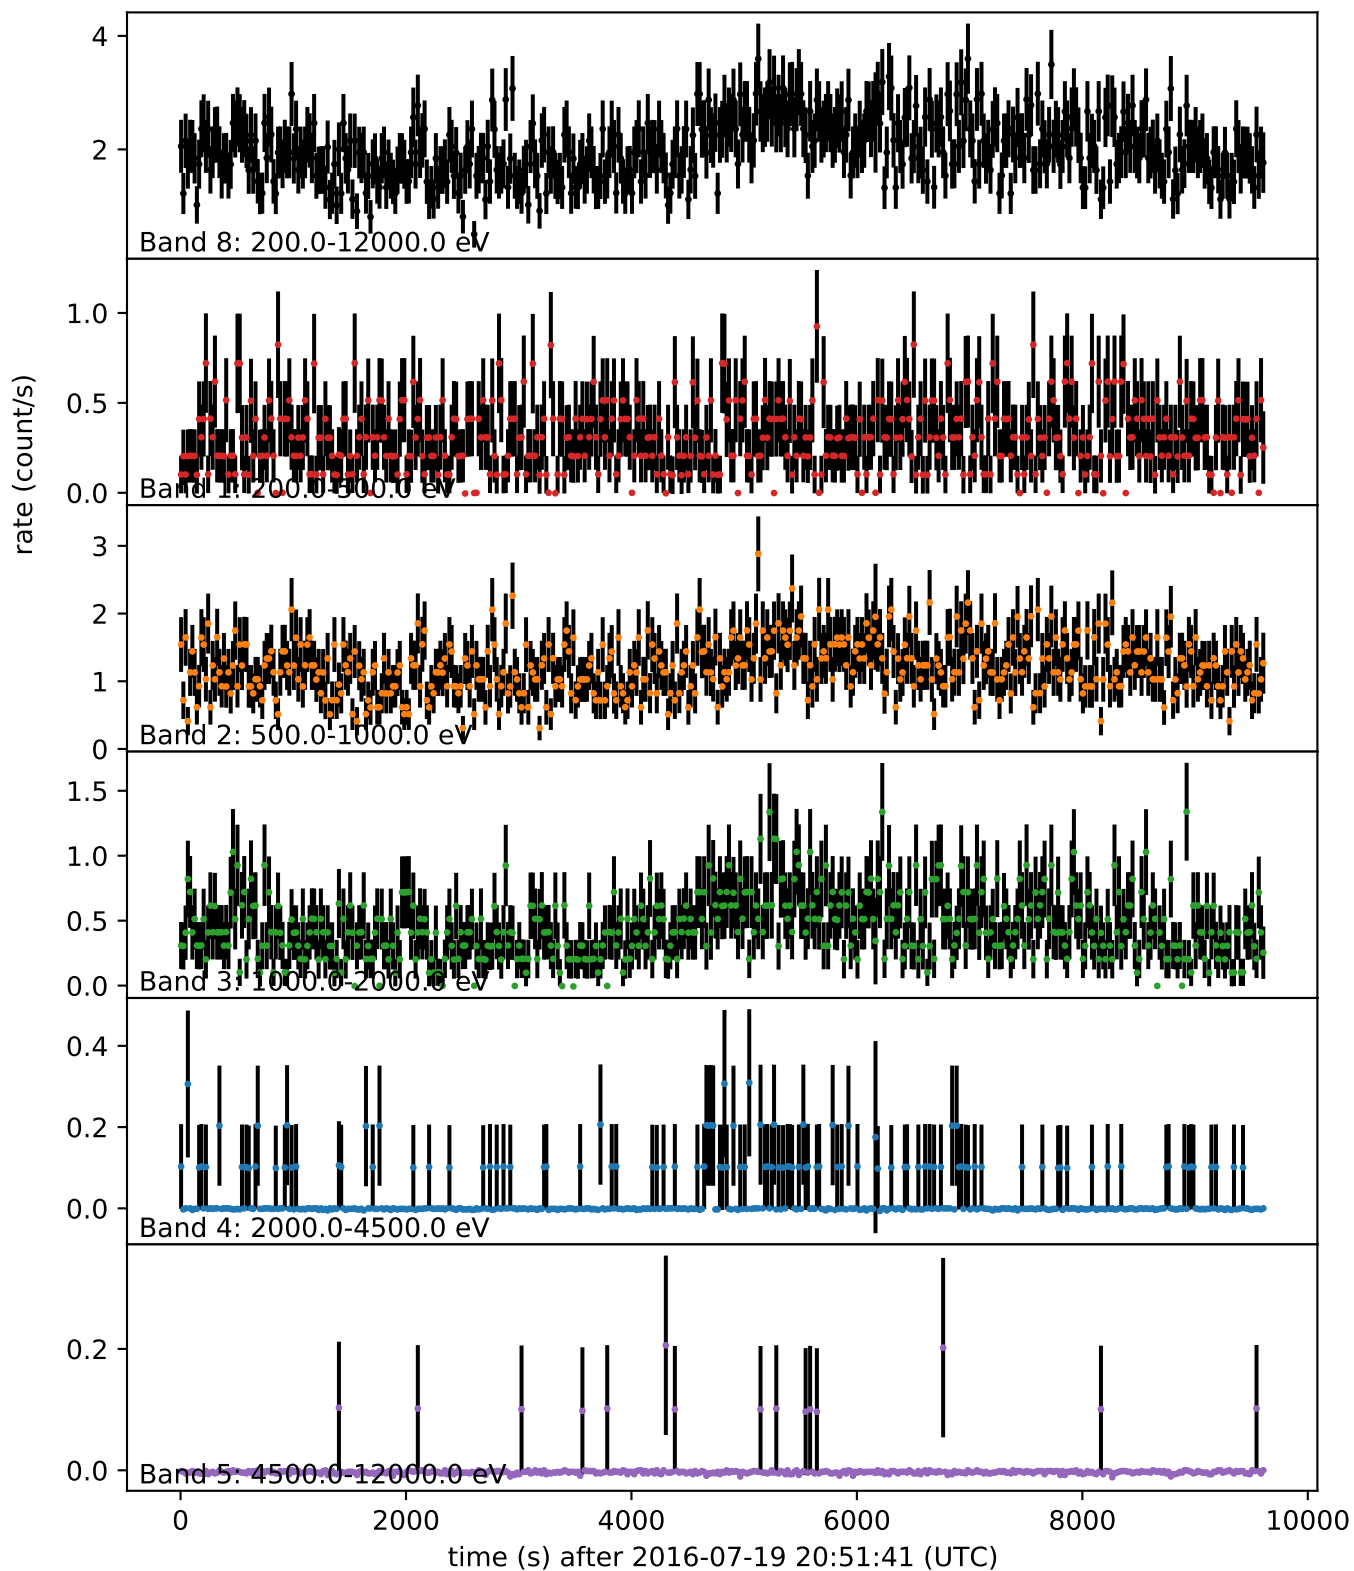 4
2
Band 8: 200.0-12000.0 eV
1.0
0.5
0.0
Band 1: 200.0-500.0 eV
rate (count/s)
3
2
1
0
Band 2: 500.0-1000.0 eV
1.5
1.0
0.5
0.0
Band 3: 1000.0-2000.0 eV
0.4
0.2
0.0
Band 4: 2000.0-4500.0 eV
0.2
0.0
Band 5: 4500.0-12000.0 eV
0 2000 4000 6000 8000 10000
time (s) after 2016-07-19 20:51:41 (UTC)